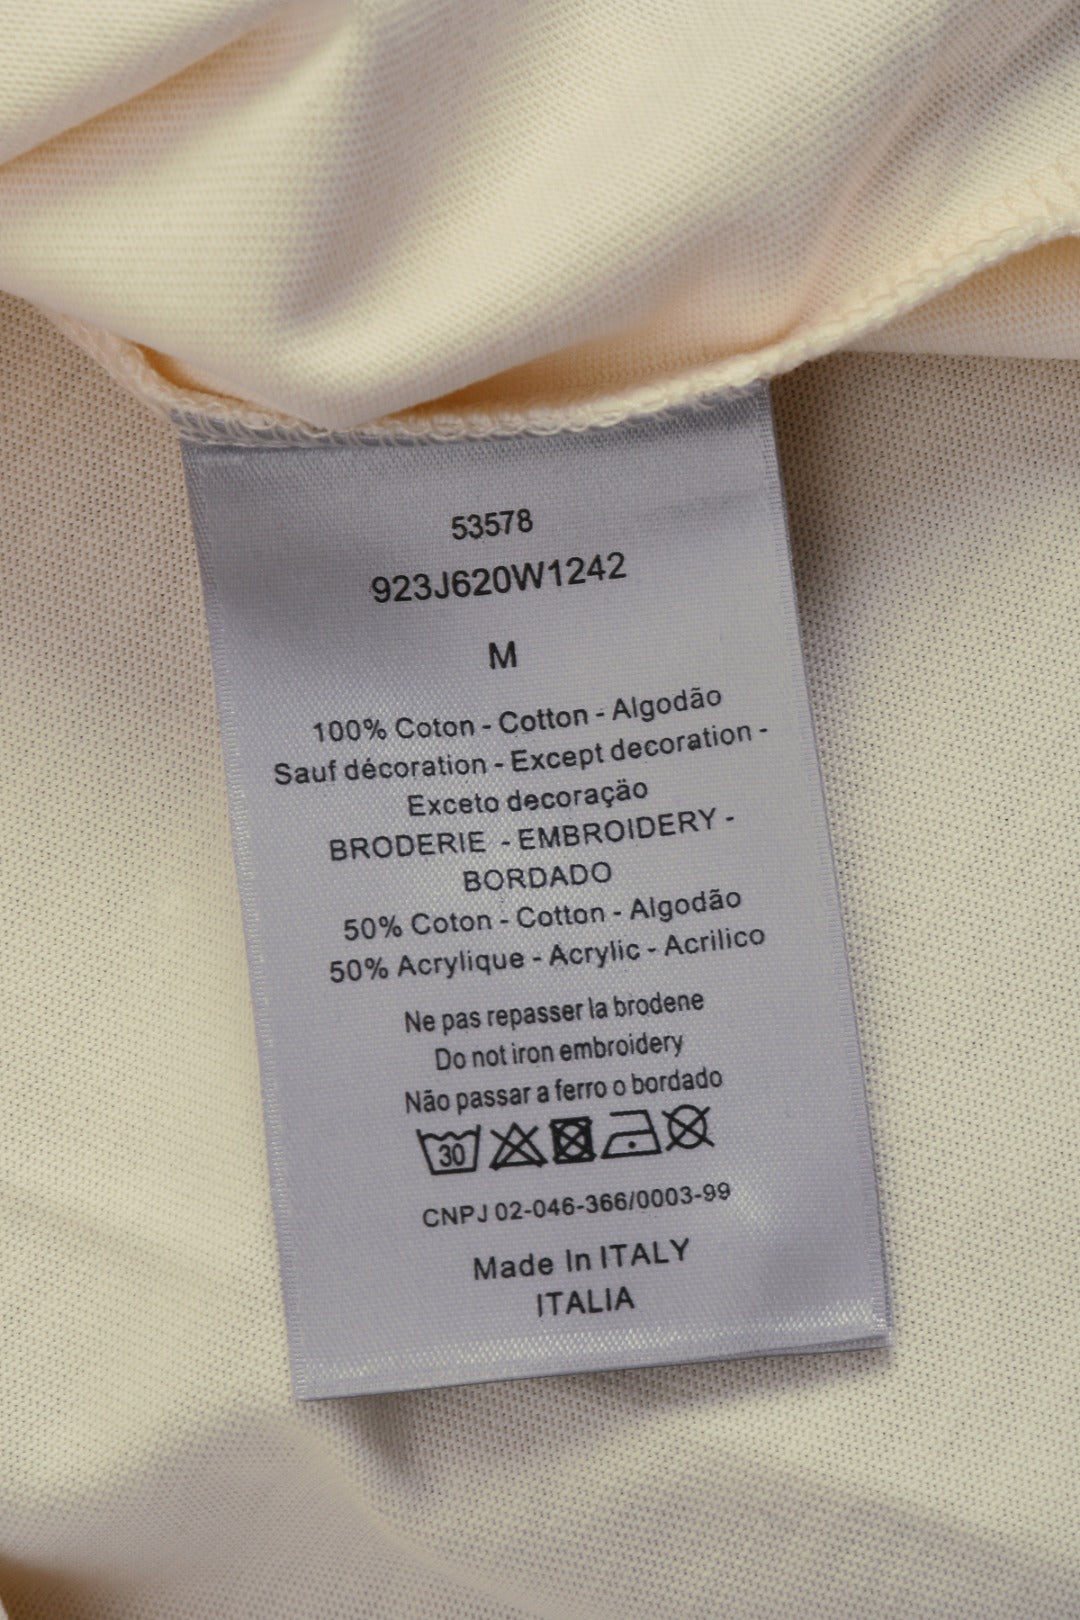 53578
923J620W1242
M
100% Coton - Cotton - Algodão
Sauf décoration - Except decoration -
Exceto decoraçäo
BRODERIE - EMBROIDERY -
BORDADO
50% Coton - Cotton - Algodão
50% Acrylique - Acrylic - Acrilico
Ne pas repasser la brodene
Do not iron embroidery
Não passar a ferro o bordado
30
CNPJ 02-046-366/0003-99
Made In ITALY
ITALIA